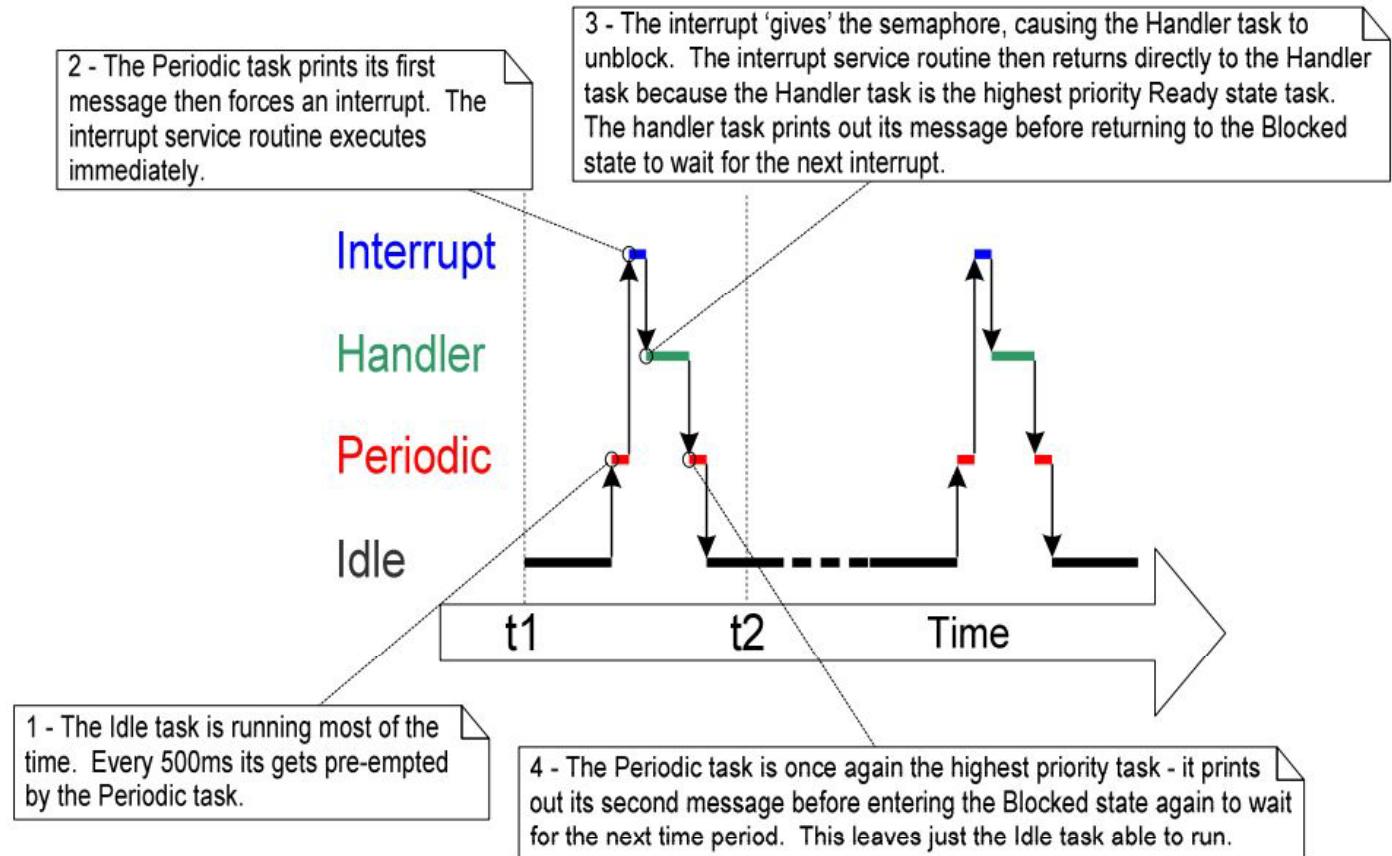 2 - The Periodic task prints its first
message then forces an interrupt.  The
interrupt service routine executes
immediately.
3 - The interrupt ‘gives’ the semaphore, causing the Handler task to
unblock.  The interrupt service routine then returns directly to the Handler
task because the Handler task is the highest priority Ready state task.
The handler task prints out its message before returning to the Blocked
state to wait for the next interrupt.
Interrupt
Handler
Periodic
Idle
t1
t2
Time
1 - The Idle task is running most of the
time.  Every 500ms its gets pre-empted
by the Periodic task.
4 - The Periodic task is once again the highest priority task - it prints
out its second message before entering the Blocked state again to wait
for the next time period.  This leaves just the Idle task able to run.